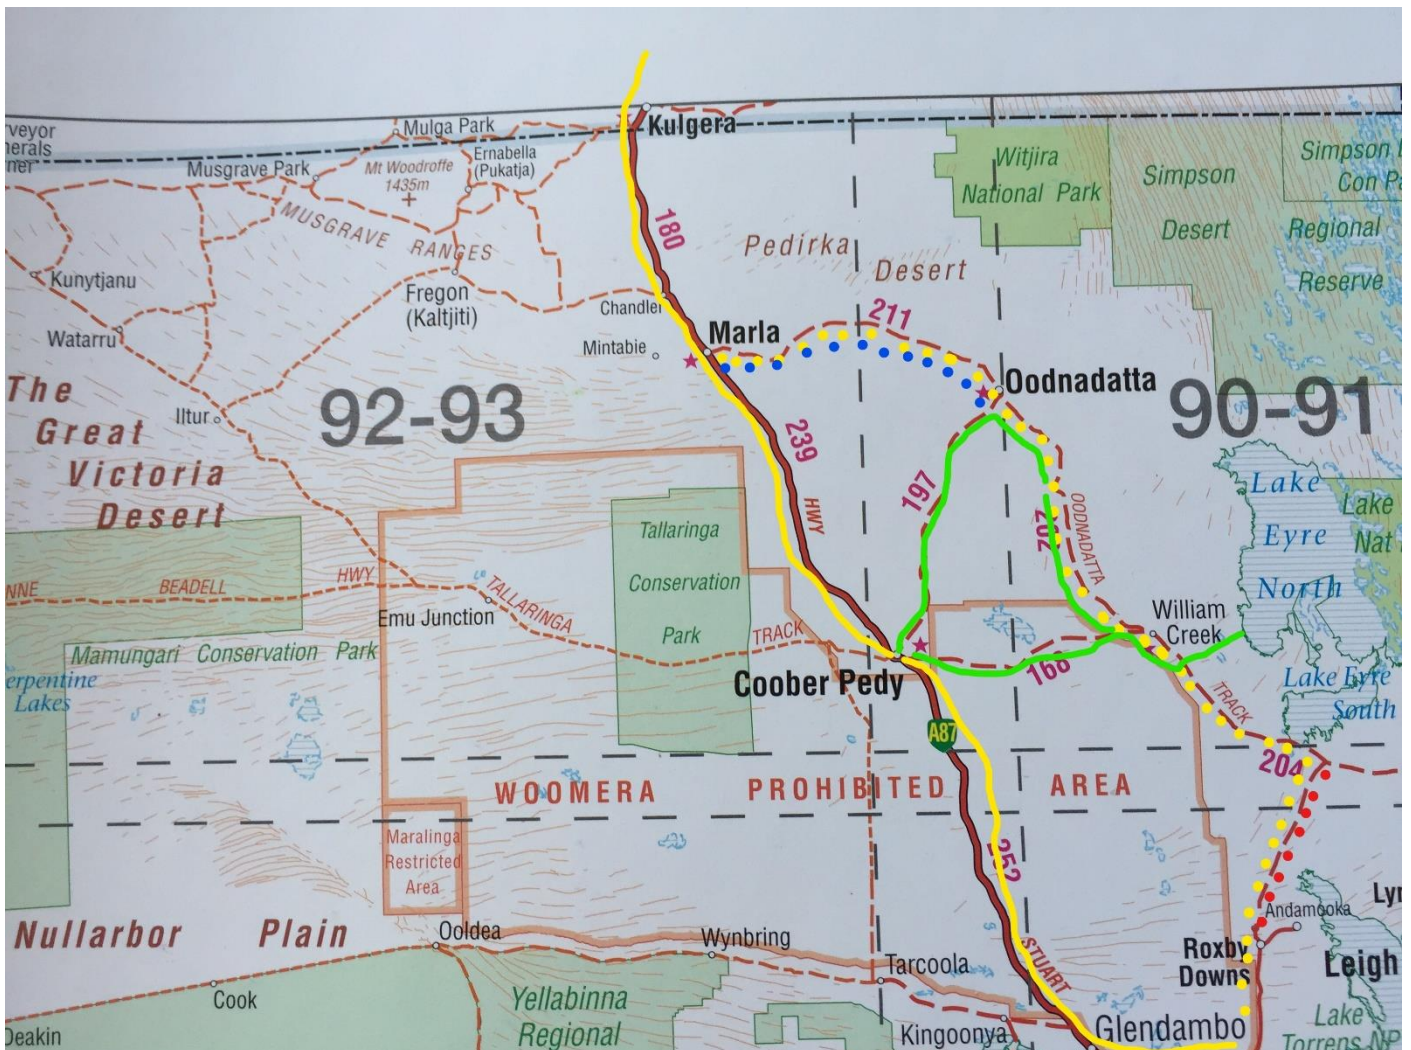 Kulgera
Mulga Park
Ernabella
(Pukatja)
Musgrave Park
Mt Woodroffe
1435m
MUSGRAVE RANGES
180
Witjira
National Park
Simpson
Desert
Simpson
Con
Regional
Reserve
Pedirka
Desert
Kunytjanu
Fregon
(Kaltjiti)
Chandler
Watarru
Mintabie
Marla
211
Oodnadatta
The
Great
Victoria
Desert
Iltur
92-93
90-91
239
HWY
197
202
OODNADATTA
TRACK
Lake
Eyre
North
Lake
Nat
Tallaringa
Conservation
Park
BEADELL
HWY
Emu Junction
TALLARINGA
TRACK
William
Creek
Mamungari Conservation Park
Lakes
Coober Pedy
168
Lake Eyre
South
A87
204
WOOMERA PROHIBITED AREA
Maralinga
Restricted
Area
252
STUART
Andamooka
Roxby
Downs
Leigh
Nullarbor Plain
Ooldea
Wynbring
Tarcoola
Cook
Deakin
Yellabinna
Regional
Kingoonya
Glendambo
Lake
Torrens NP